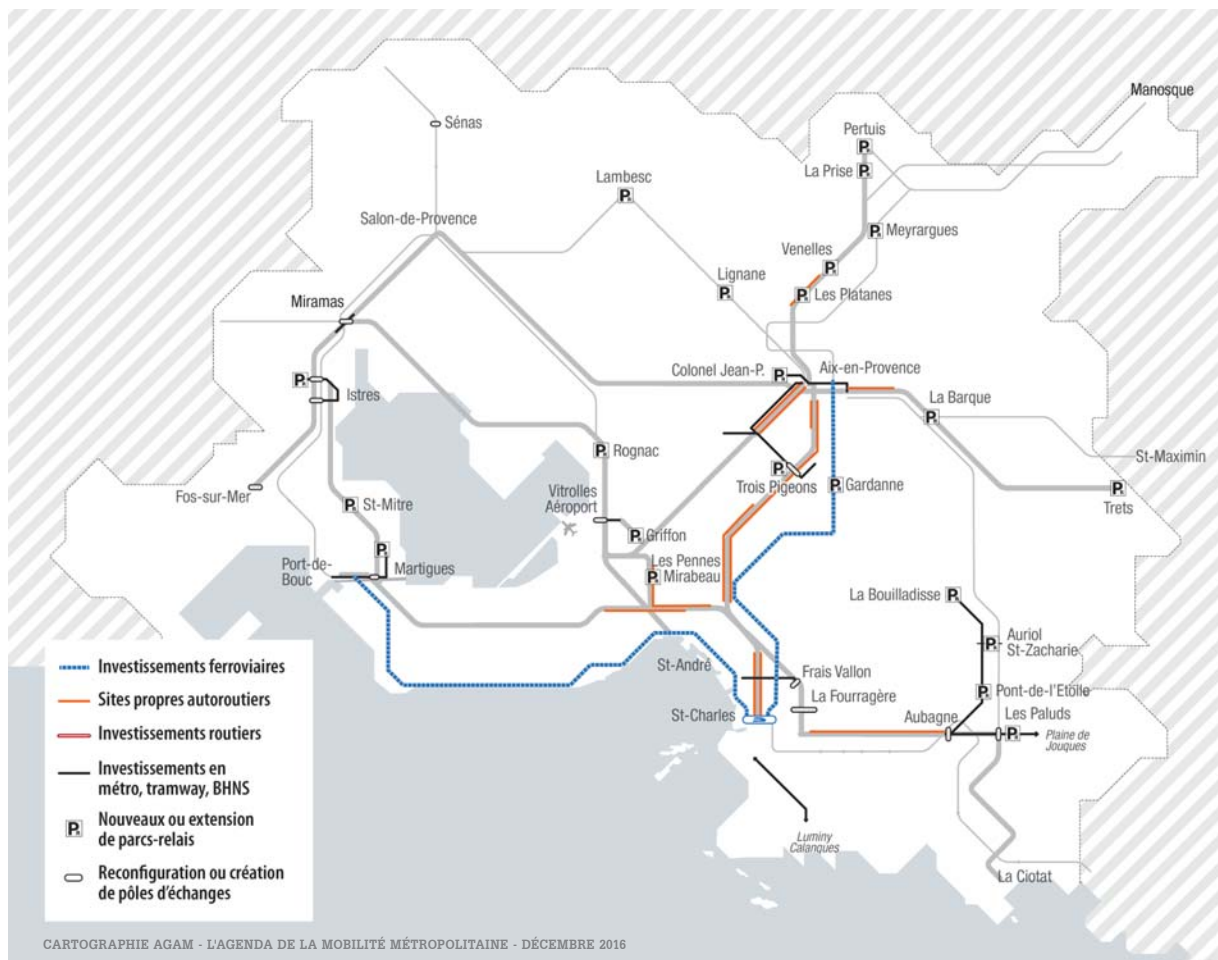 Manosque
Sénas
Pertuis
La Prise
Lambesc
Salon-de-Provence
Meyrargues
Venelles
Lignane
Les Platanes
Miramas
Colonel Jean-P.
Aix-en-Provence
Istres
La Barque
Rognac
St-Maximin
Fos-sur-Mer
Trois Pigeons
Gardanne
Trets
St-Mitre
Vitrolles
Aéroport
Griffon
Les Pennes
Mirabeau
Port-de-
Bouc
Martigues
La Bouilladisse
Auriol
St-Zacharie
St-André
Frais Vallon
La Fourragère
Pont-de-l'Etoile
St-Charles
Aubagne
Les Paluds
Plaine de
Jouques
Luminy
Calanques
La Ciotat
Investissements ferroviaires
Sites propres autoroutiers
Investissements routiers
Investissements en
métro, tramway, BHNS
P
Nouveaux ou extension
de parcs-relais
Reconfiguration ou création
de pôles d'échanges
CARTOGRAPHIE AGAM - L'AGENDA DE LA MOBILITÉ MÉTROPOLITAINE - DÉCEMBRE 2016